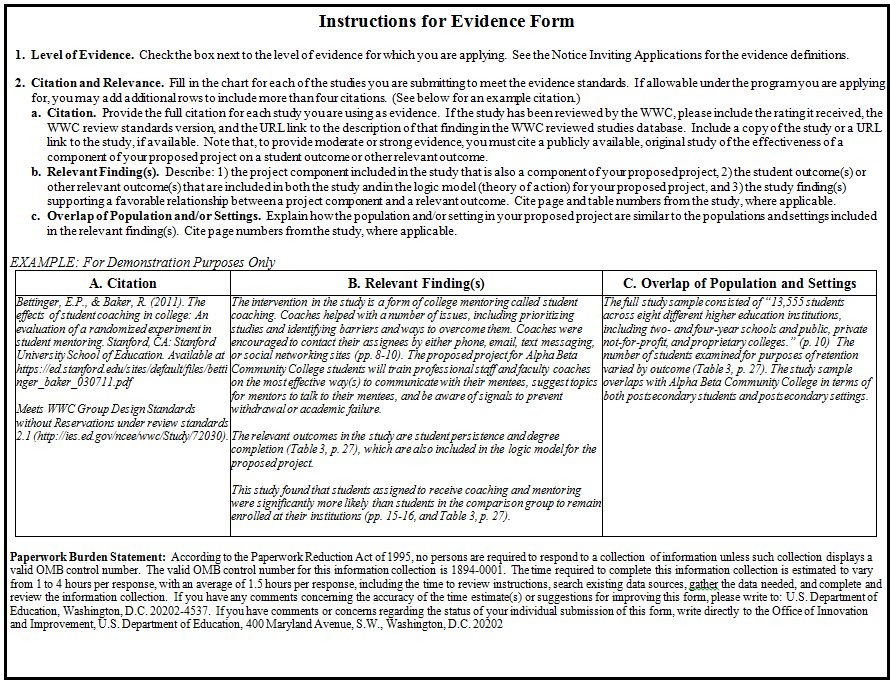 Instructions for Evidence Form
1. Level of Evidence. Check the box next to the level of evidence for which you are applying. See the Notice Inviting Applications for the evidence definitions.
2. Citation and Relevance. Fill in the chart for each of the studies you are submitting to meet the evidence standards. If allowable under the program you are applying
for, you may add additional rows to include more than four citations. (See below for an example citation.)
a. Citation. Provide the full citation for each study you are using as evidence. If the study has been reviewed by the WWC, please include the rating it received, the
WWC review standards version, and the URL link to the description of that finding in the WWC reviewed studies database. Include a copy of the study or a URL
link to the study, if available. Note that, to provide moderate or strong evidence, you must cite a publicly available, original study of the effectiveness of a
component of your proposed project on a student outcome or other relevant outcome.
b. Relevant Finding(s). Describe: 1) the project component included in the study that is also a component of your proposed project, 2) the student outcome(s) or
other relevant outcome(s) that are included in both the study and in the logic model (theory of action) for your proposed project, and 3) the study finding(s)
supporting a favorable relationship between a project component and a relevant outcome. Cite page and table numbers from the study, where applicable.
c. Overlap of Population and/or Settings. Explain how the population and/or setting in your proposed project are similar to the populations and settings included
in the relevant finding(s). Cite page numbers from the study, where applicable.
EXAMPLE: For Demonstration Purposes Only
A. Citation
Bettinger, E.P., & Baker, R. (2011). The
effects of student coaching in college: An
evaluation of a randomized experiment in
student mentoring. Stanford, CA: Stanford
University School of Education. Available at
https://ed.stanford.edu/sites/default/files/betti
nger_baker_030711.pdf
Meets WWC Group Design Standards
without Reservations under review standards
2.1 (http://ies.ed.gov/ncee/wwc/Study/72030).
B. Relevant Finding(s)
The intervention in the study is a form of college mentoring called student
coaching. Coaches helped with a number of issues, including prioritizing
studies and identifying barriers and ways to overcome them. Coaches were
encouraged to contact their assignees by either phone, email, text messaging,
or social networking sites (pp. 8-10). The proposed project for Alpha Beta
Community College students will train professional staff and faculty coaches
on the most effective way(s) to communicate with their mentees, suggest topics
for mentors to talk to their mentees, and be aware of signals to prevent
withdrawal or academic failure.
The relevant outcomes in the study are student persistence and degree
completion (Table 3, p. 27), which are also included in the logic model for the
proposed project.
This study found that students assigned to receive coaching and mentoring
were significantly more likely than students in the comparison group to remain
enrolled at their institutions (pp. 15-16, and Table 3, p. 27).
C. Overlap of Population and Settings
The full study sample consisted of “13,555 students
across eight different higher education institutions,
including two- and four-year schools and public, private
not-for-profit, and proprietary colleges.” (p. 10) The
number of students examined for purposes of retention
varied by outcome (Table 3, p. 27). The study sample
overlaps with Alpha Beta Community College in terms of
both postsecondary students and postsecondary settings.
Paperwork Burden Statement: According to the Paperwork Reduction Act of 1995, no persons are required to respond to a collection of information unless such collection displays a
valid OMB control number. The valid OMB control number for this information collection is 1894-0001. The time required to complete this information collection is estimated to vary
from 1 to 4 hours per response, with an average of 1.5 hours per response, including the time to review instructions, search existing data sources, gather the data needed, and complete and
review the information collection. If you have any comments concerning the accuracy of the time estimate(s) or suggestions for improving this form, please write to: U.S. Department of
Education, Washington, D.C. 20202-4537. If you have comments or concerns regarding the status of your individual submission of this form, write directly to the Office of Innovation
and Improvement, U.S. Department of Education, 400 Maryland Avenue, S.W., Washington, D.C. 20202